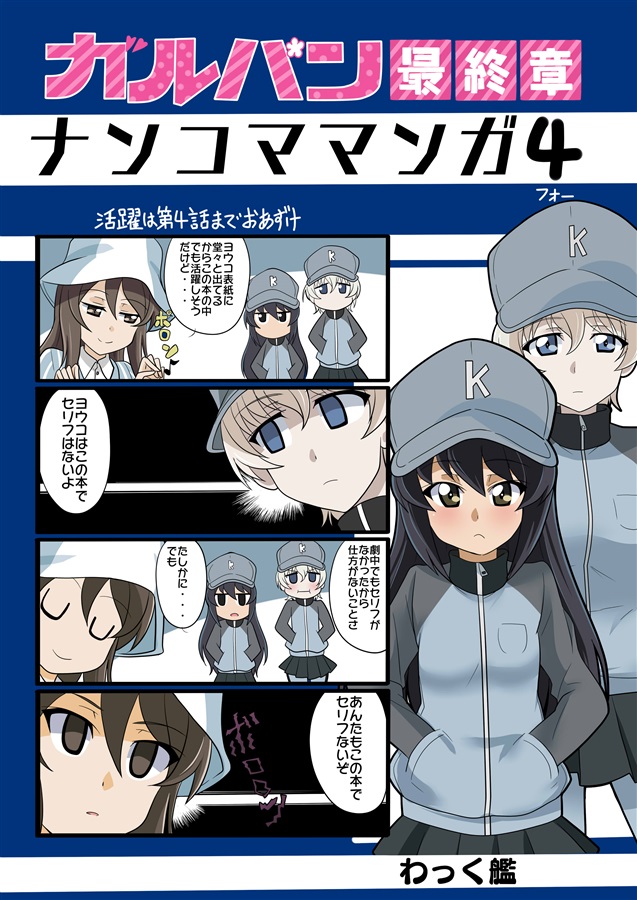 ガルパン 最終章
ナンコママンガ4
フォー
活躍は第4話までおあずけ
ヨウコ表紙に
堂々と出てる
からこの本の中
でも活躍しそう
だけど・・・
ポロン♪
K
K
ヨウコはこの本で
セリフはないよ
劇中でもセリフが
なかったから
仕方がないことさ
たしかに・・・
でも
K
K
あんたもこの本で
セリフないぞ
ポロロン
K
K
わっく艦